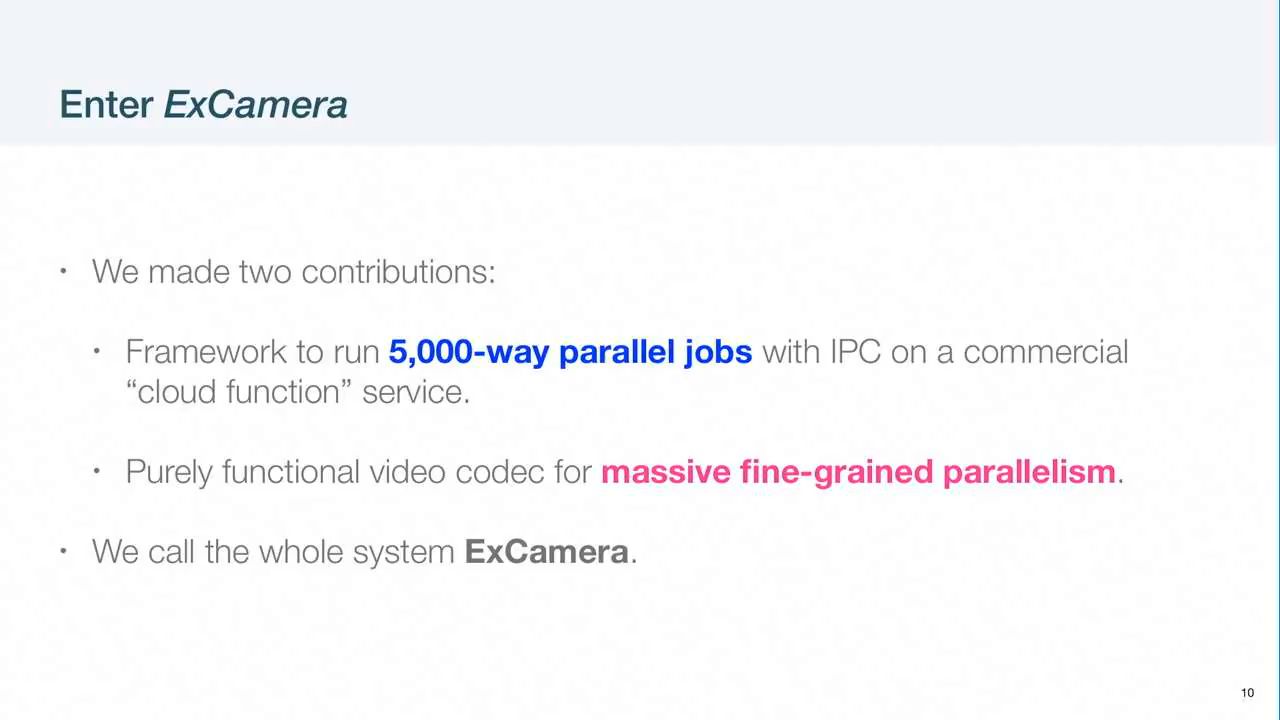 Enter ExCamera
• We made two contributions:
• Framework to run 5,000-way parallel jobs with IPC on a commercial
“cloud function” service.
• Purely functional video codec for massive fine-grained parallelism.
• We call the whole system ExCamera.
10